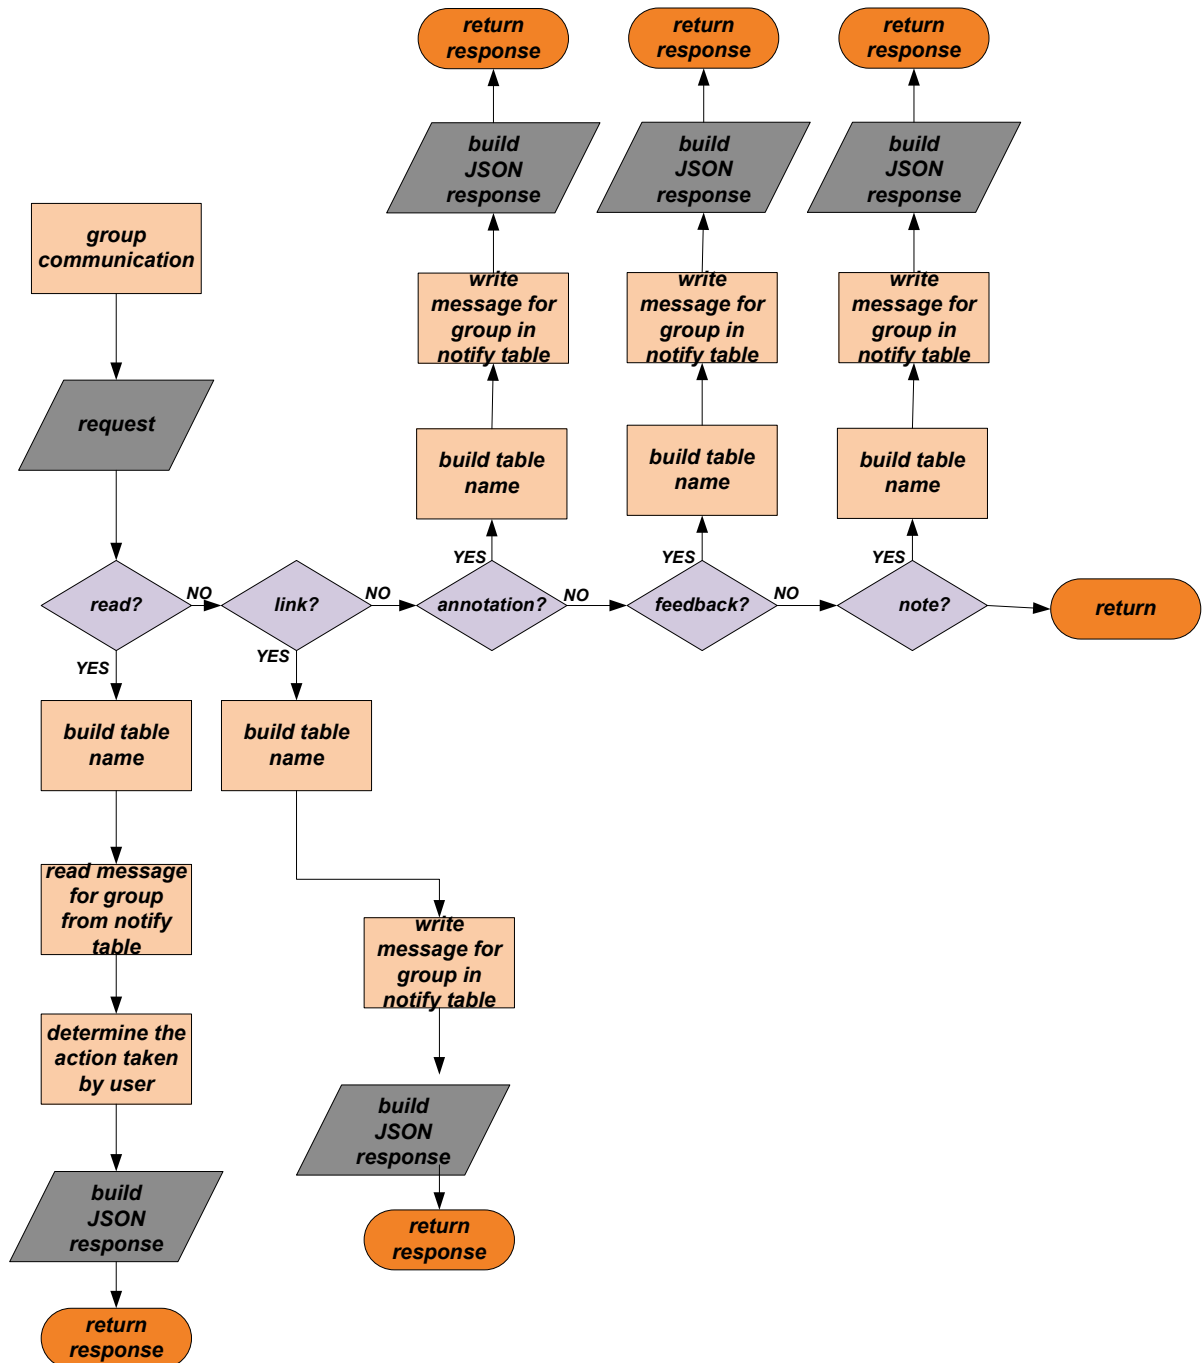 return
response
return
response
return
response
build
JSON
response
build
JSON
response
build
JSON
response
group
communication
write
message for
group in
notify table
write
message for
group in
notify table
write
message for
group in
notify table
request
build table
name
build table
name
build table
name
YES
YES
YES
read?
NO
link?
NO
annotation?
NO
feedback?
NO
note?
return
YES
YES
build table
name
build table
name
read message
for group
from notify
table
write
message for
group in
notify table
determine the
action taken
by user
build
JSON
response
build
JSON
response
return
response
return
response